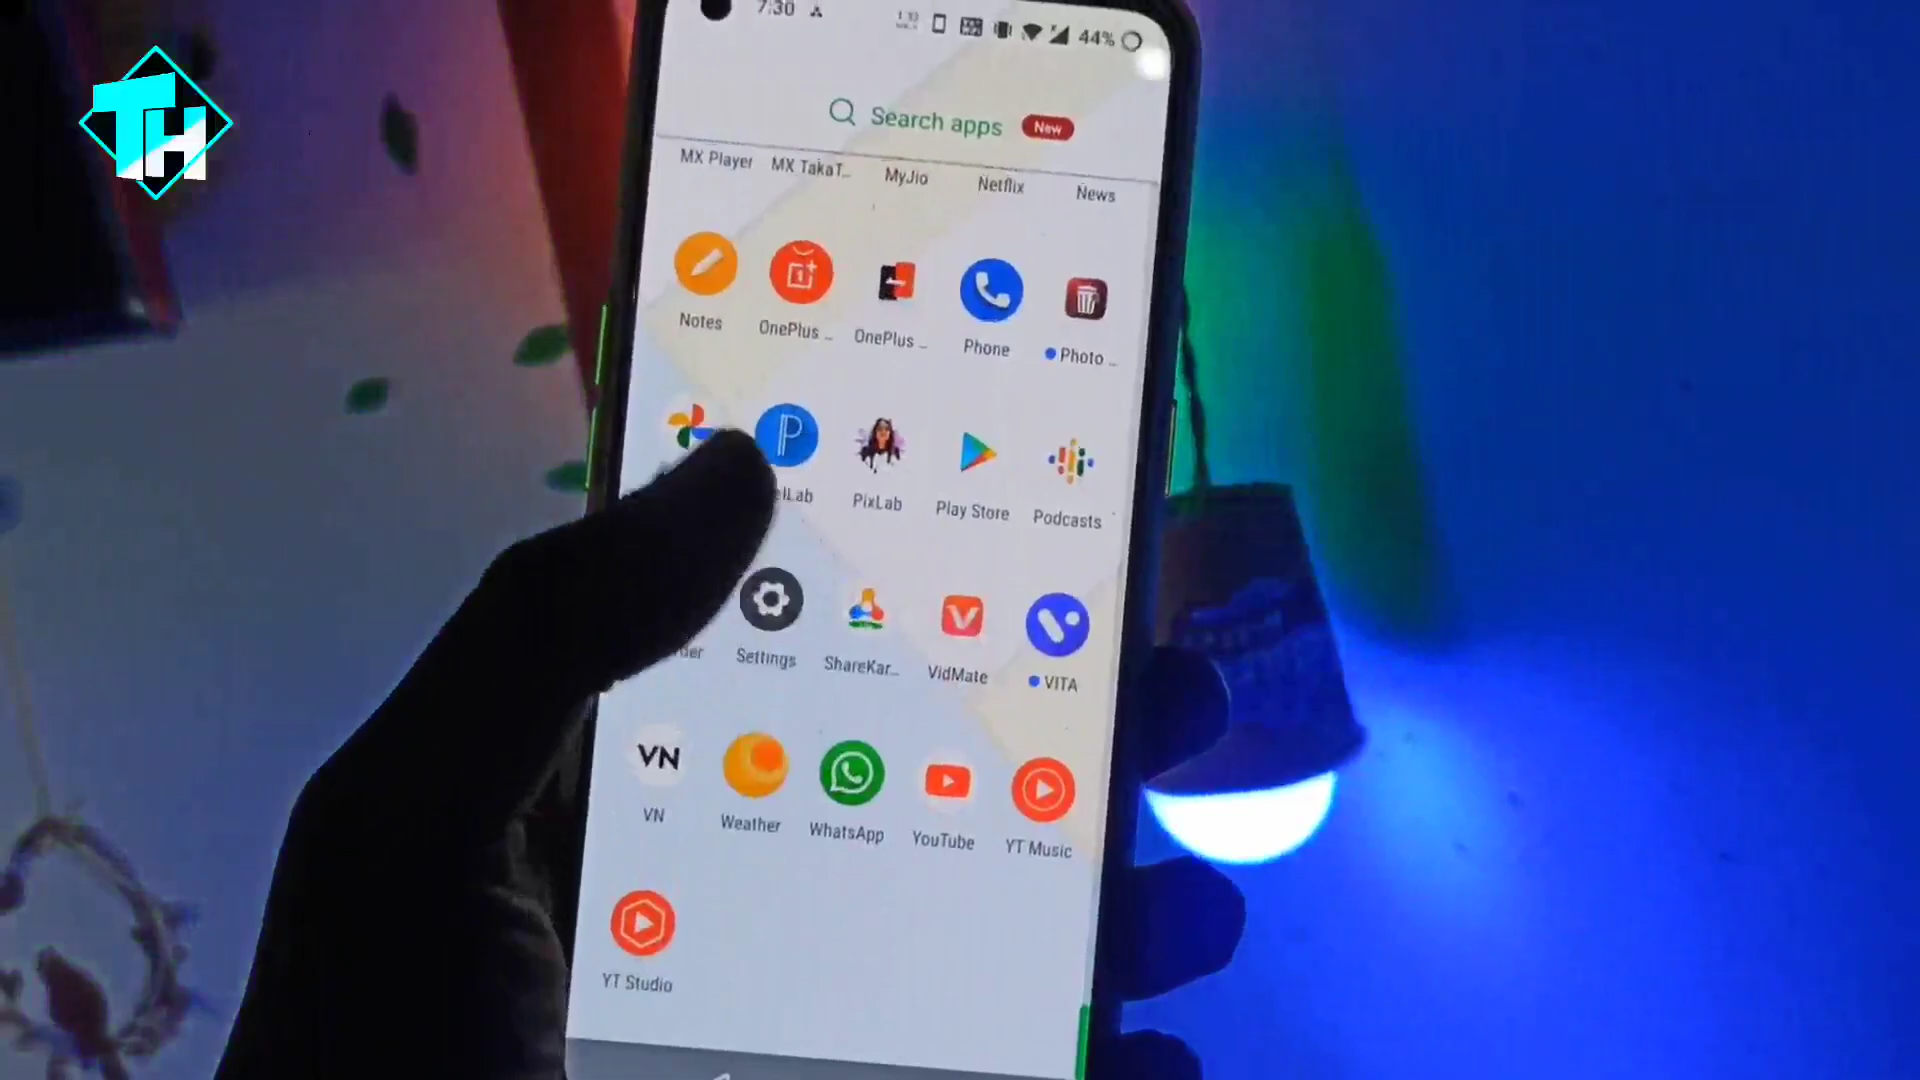 TH
7:30
44%
Search apps New
MX Player MX TakaT... MyJio Netflix News
Notes OnePlus ... OnePlus ... Phone Photo ...
elLab PixLab Play Store Podcasts
der Settings ShareKar... VidMate VITA
VN
VN Weather WhatsApp YouTube YT Music
YT Studio